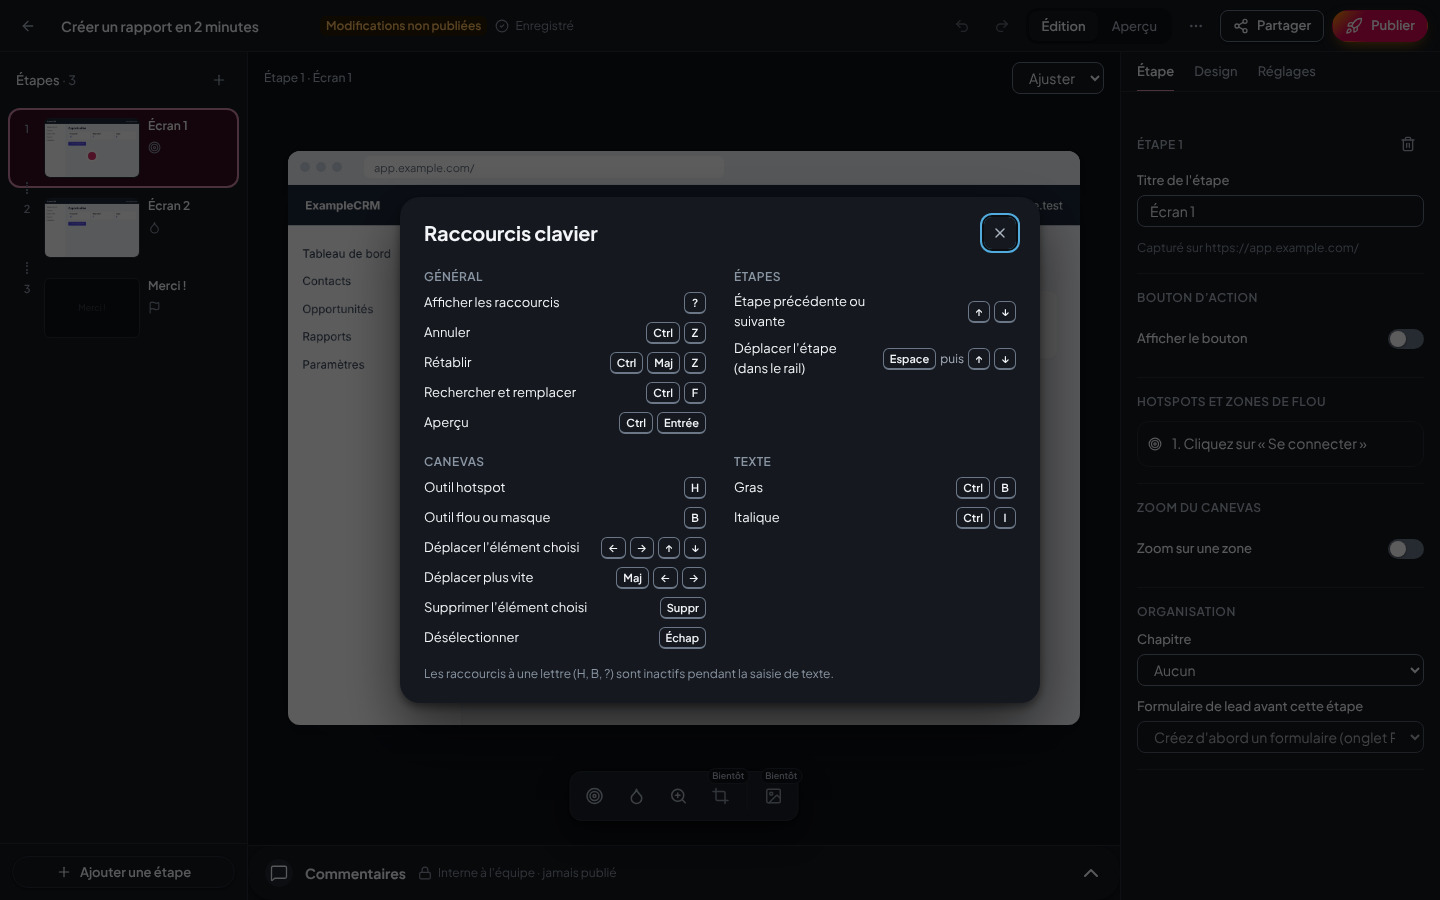 Créer un rapport en 2 minutes
Modifications non publiées
Enregistré
Édition
Aperçu
Partager
Publier
Étapes · 3
1
Écran 1
2
Écran 2
3
Merci !
Merci !
Ajouter une étape
Étape 1 · Écran 1
Ajuster
app.example.com/
ExampleCRM
Tableau de bord
Contacts
Opportunités
Rapports
Paramètres
Raccourcis clavier
GÉNÉRAL
Afficher les raccourcis ?
Annuler Ctrl Z
Rétablir Ctrl Maj Z
Rechercher et remplacer Ctrl F
Aperçu Ctrl Entrée
ÉTAPES
Étape précédente ou
suivante ↑ ↓
Déplacer l'étape
(dans le rail) Espace puis ↑ ↓
CANEVAS
Outil hotspot H
Outil flou ou masque B
Déplacer l'élément choisi ← → ↑ ↓
Déplacer plus vite Maj ← →
Supprimer l'élément choisi Suppr
Désélectionner Échap
TEXTE
Gras Ctrl B
Italique Ctrl I
Les raccourcis à une lettre (H, B, ?) sont inactifs pendant la saisie de texte.
Bientôt
Bientôt
Commentaires
Interne à l'équipe · jamais publié
Étape
Design
Réglages
ÉTAPE 1
Titre de l'étape
Écran 1
Capturé sur https://app.example.com/
BOUTON D'ACTION
Afficher le bouton
HOTSPOTS ET ZONES DE FLOU
1. Cliquez sur « Se connecter »
ZOOM DU CANEVAS
Zoom sur une zone
ORGANISATION
Chapitre
Aucun
Formulaire de lead avant cette étape
Créez d'abord un formulaire (onglet